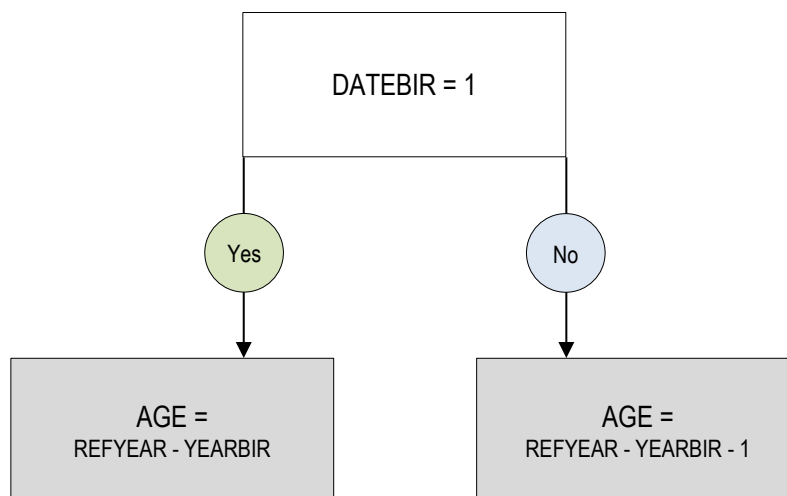 DATEBIR = 1
Yes
No
AGE =
REFYEAR - YEARBIR
AGE =
REFYEAR - YEARBIR - 1